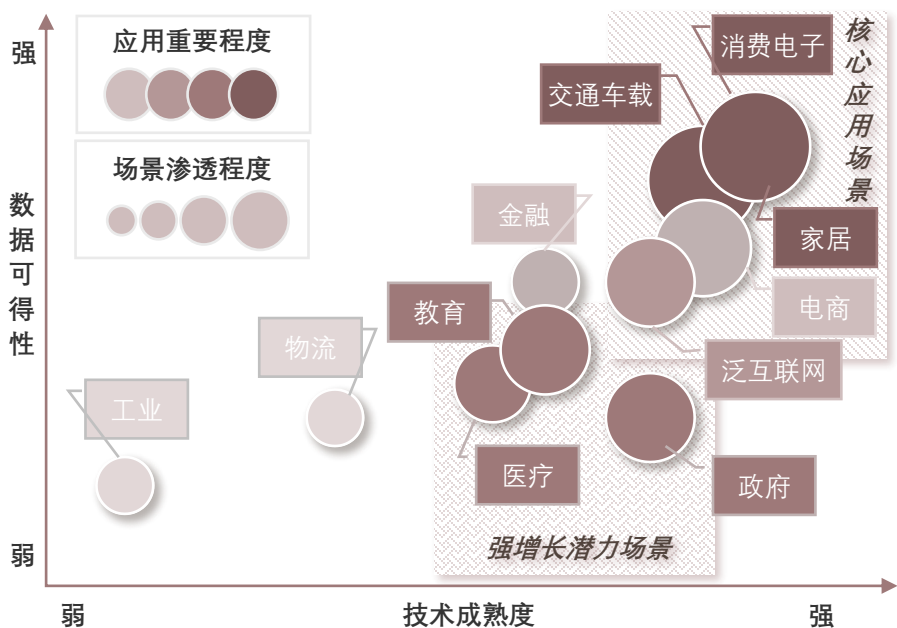 强
应用重要程度
场景渗透程度
数据可得性
消费电子
核心应用场景
交通车载
金融
家居
教育
电商
物流
泛互联网
工业
医疗
政府
强增长潜力场景
弱
弱
技术成熟度
强